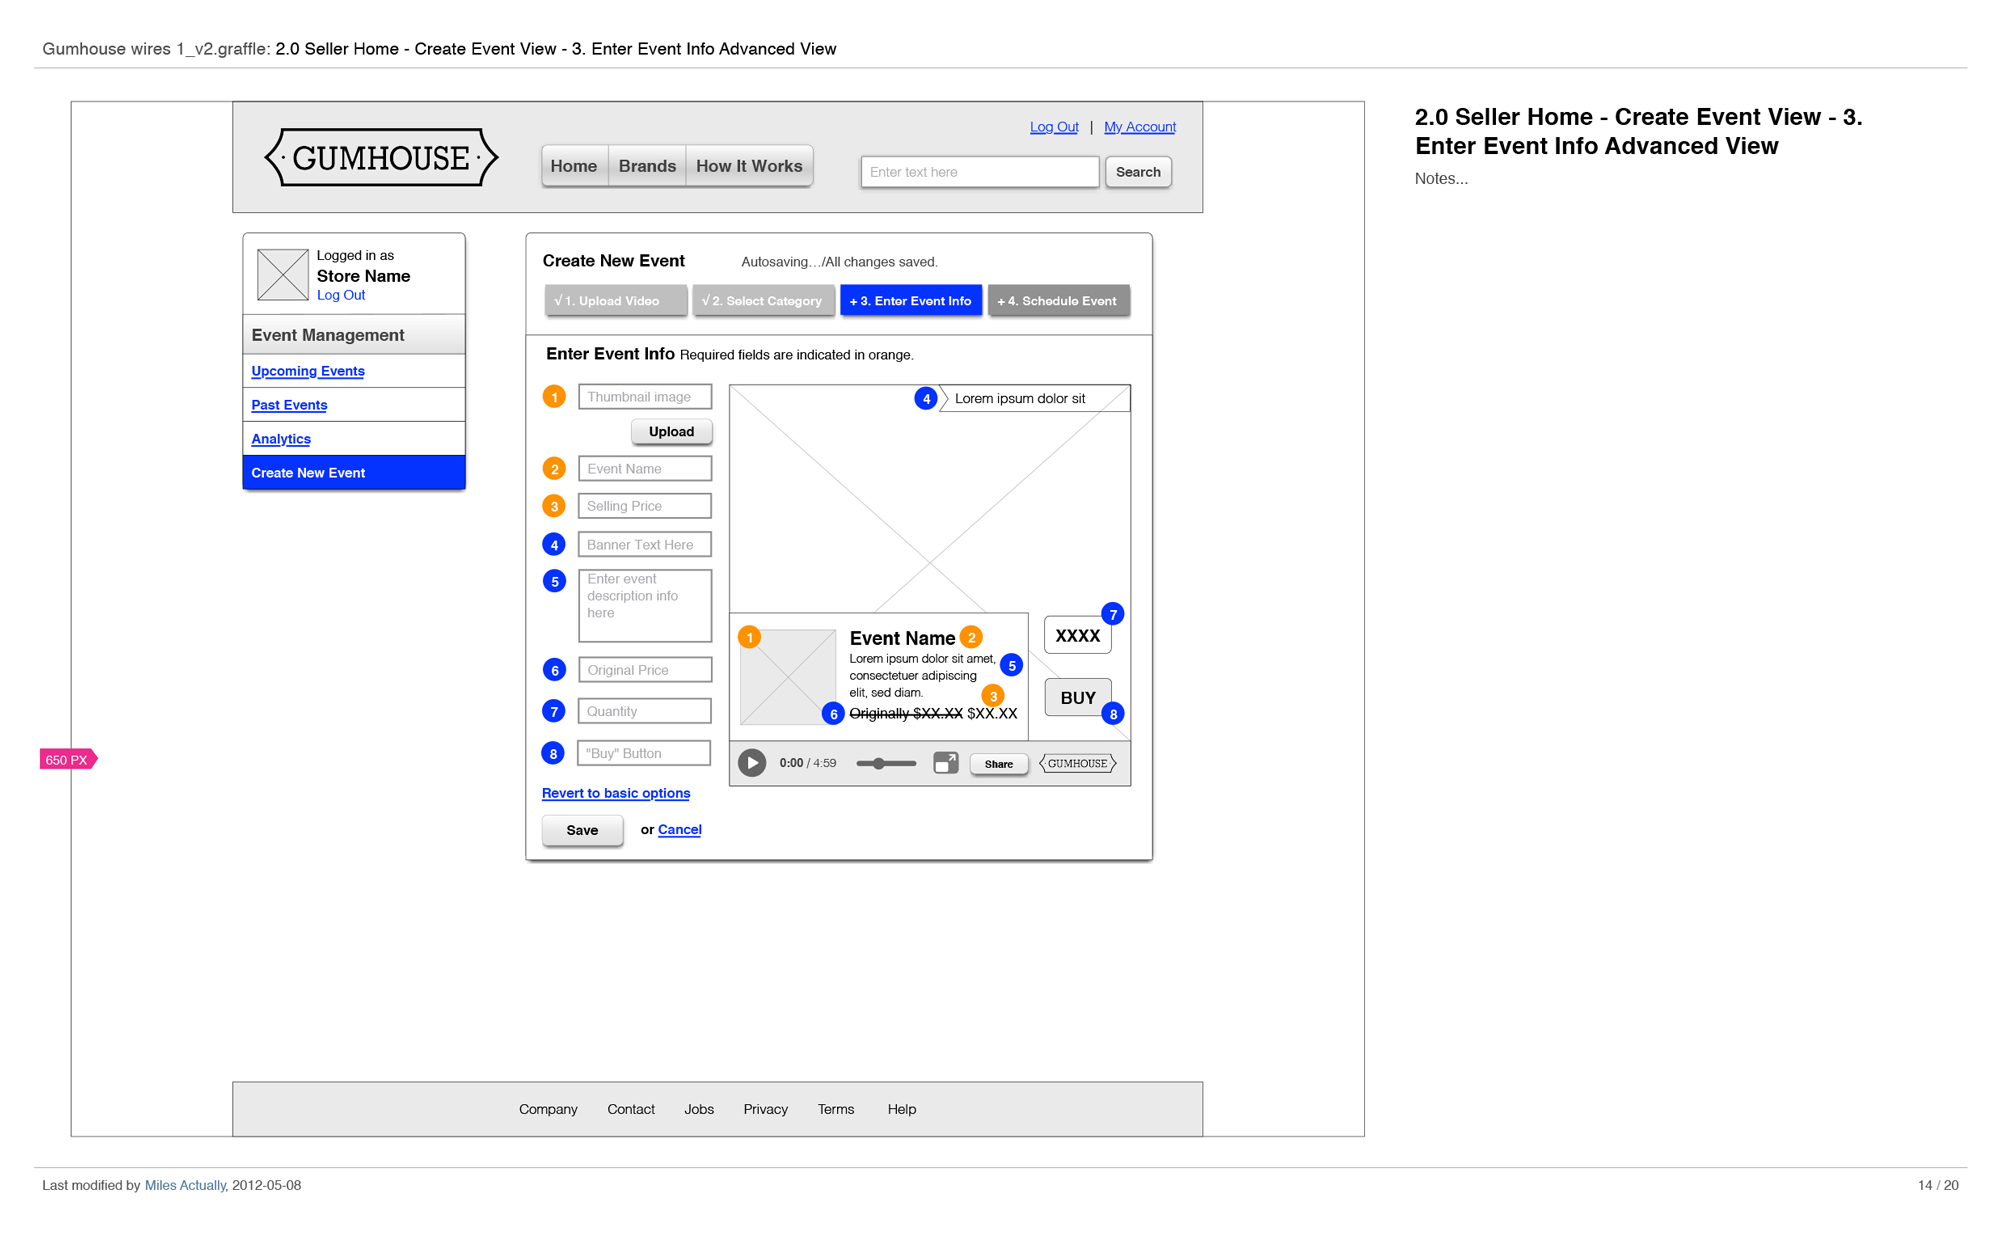 Gumhouse wires 1_v2.graffle: 2.0 Seller Home - Create Event View - 3. Enter Event Info Advanced View
2.0 Seller Home - Create Event View - 3.
Enter Event Info Advanced View
Notes...
Log Out | My Account
GUMHOUSE
Home Brands How It Works
Enter text here
Search
Logged in as
Store Name
Log Out
Event Management
Upcoming Events
Past Events
Analytics
Create New Event
Create New Event
Autosaving…/All changes saved.
√ 1. Upload Video
√ 2. Select Category
+ 3. Enter Event Info
+ 4. Schedule Event
Enter Event Info Required fields are indicated in orange.
1 Thumbnail image
Upload
2 Event Name
3 Selling Price
4 Banner Text Here
5 Enter event
description info
here
6 Original Price
7 Quantity
8 "Buy" Button
Revert to basic options
Save or Cancel
4 Lorem ipsum dolor sit
1
Event Name 2
Lorem ipsum dolor sit amet,
consectetuer adipiscing
elit, sed diam.
5
3
6 Originally $XX.XX $XX.XX
7
XXXX
BUY
8
0:00 / 4:59
Share
GUMHOUSE
650 PX
Company Contact Jobs Privacy Terms Help
Last modified by Miles Actually, 2012-05-08
14 / 20